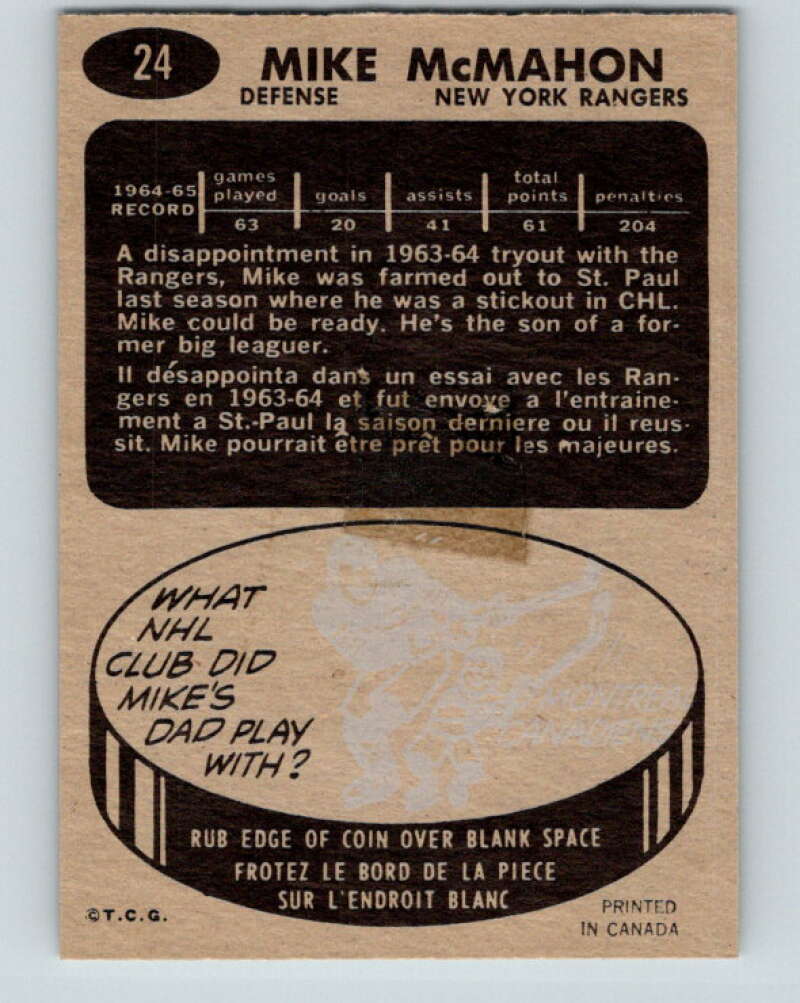 24
MIKE McMAHON
DEFENSE NEW YORK RANGERS
1964-65 RECORD games played goals assists total points penalties
63 20 41 61 204
A disappointment in 1963-64 tryout with the
Rangers, Mike was farmed out to St. Paul
last season where he was a stickout in CHL.
Mike could be ready. He's the son of a for-
mer big leaguer.
Il désappointa dans un essai avec les Ran-
gers en 1963-64 et fut envoye a l'entraine-
ment a St.-Paul la saison derniere ou il reus-
sit. Mike pourrait être prêt pour les majeures.
WHAT
NHL
CLUB DID
MIKE'S
DAD PLAY
WITH?
MONTREAL
CANADIENS
RUB EDGE OF COIN OVER BLANK SPACE
FROTEZ LE BORD DE LA PIECE
SUR L'ENDROIT BLANC
©T.C.G.
PRINTED
IN CANADA